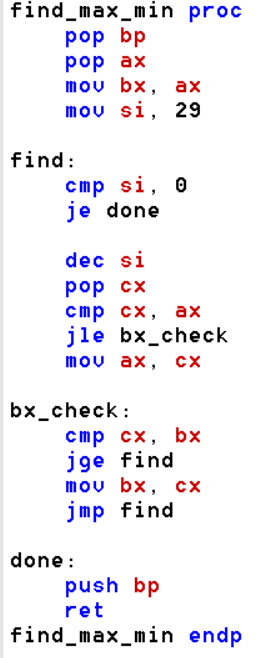 find_max_min proc
pop bp
pop ax
mov bx, ax
mov si, 29
find:
cmp si, 0
je done
dec si
pop cx
cmp cx, ax
jle bx_check
mov ax, cx
bx_check:
cmp cx, bx
jge find
mov bx, cx
jmp find
done:
push bp
ret
find_max_min endp